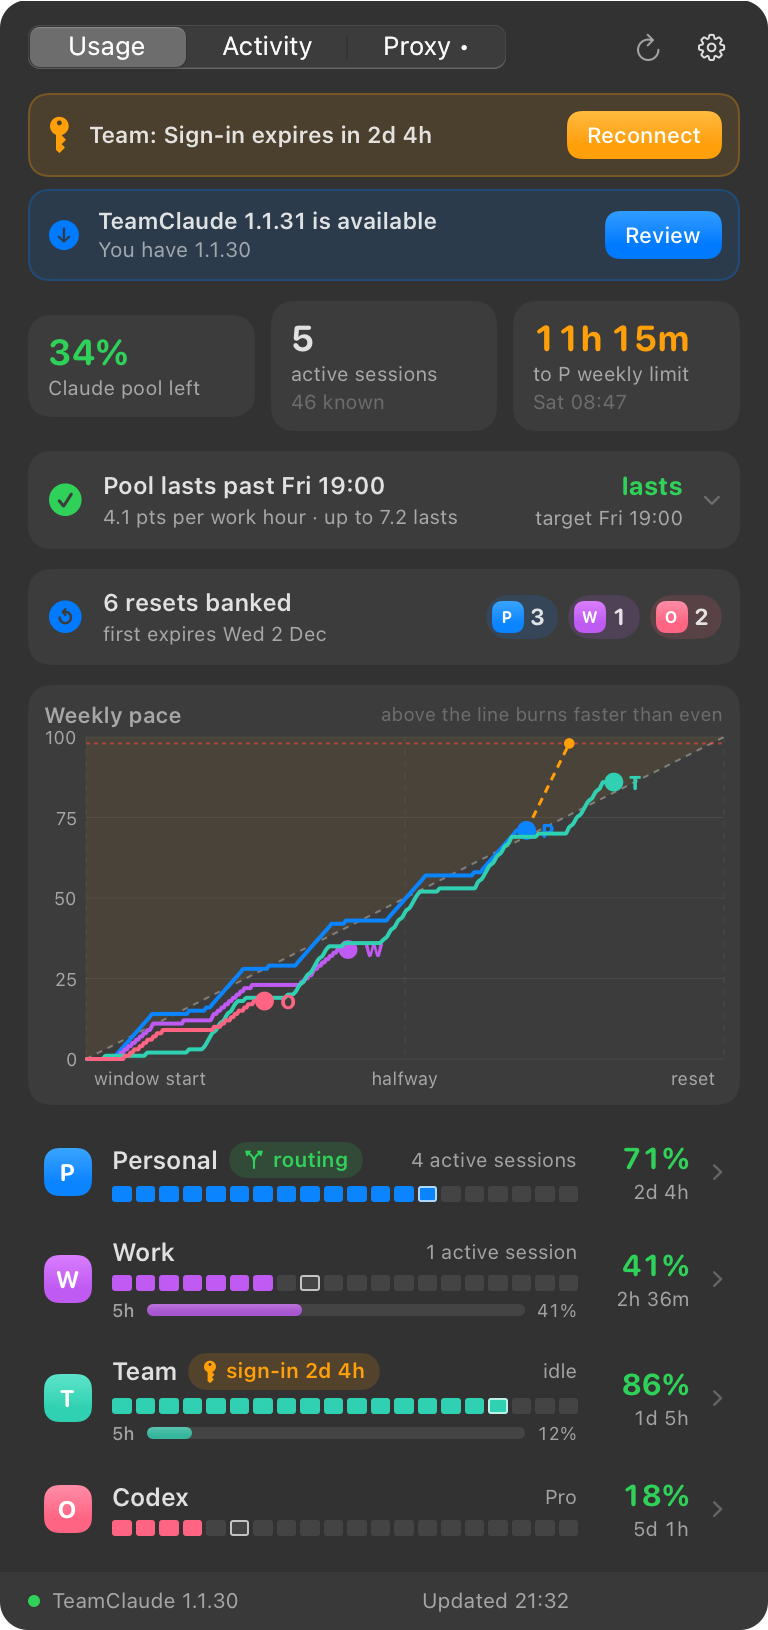 Usage Activity Proxy •
Team: Sign-in expires in 2d 4h
Reconnect
TeamClaude 1.1.31 is available
You have 1.1.30
Review
34%
Claude pool left
5
active sessions
46 known
11h 15m
to P weekly limit
Sat 08:47
Pool lasts past Fri 19:00
4.1 pts per work hour · up to 7.2 lasts
lasts
target Fri 19:00
6 resets banked
first expires Wed 2 Dec
P 3 W 1 O 2
Weekly pace
above the line burns faster than even
100
75
50
25
0
T
P
W
O
window start halfway reset
P
Personal routing 4 active sessions
71%
2d 4h
W
Work 1 active session
5h 41%
41%
2h 36m
T
Team sign-in 2d 4h idle
5h 12%
86%
1d 5h
O
Codex Pro
18%
5d 1h
TeamClaude 1.1.30 Updated 21:32